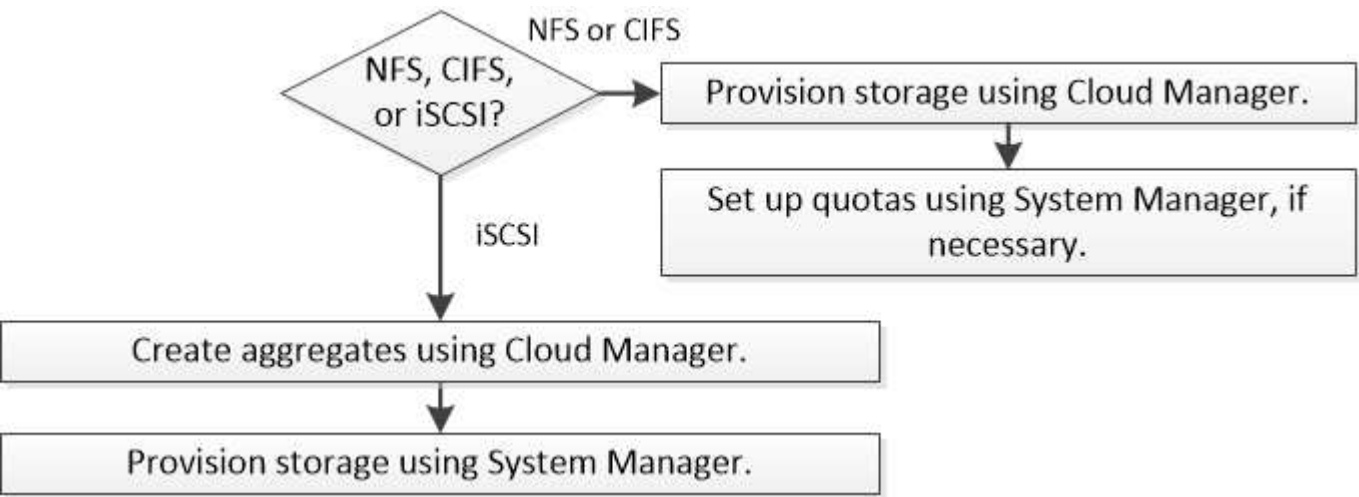 NFS or CIFS
NFS, CIFS,
or iSCSI?
Provision storage using Cloud Manager.
Set up quotas using System Manager, if
necessary.
iSCSI
Create aggregates using Cloud Manager.
Provision storage using System Manager.